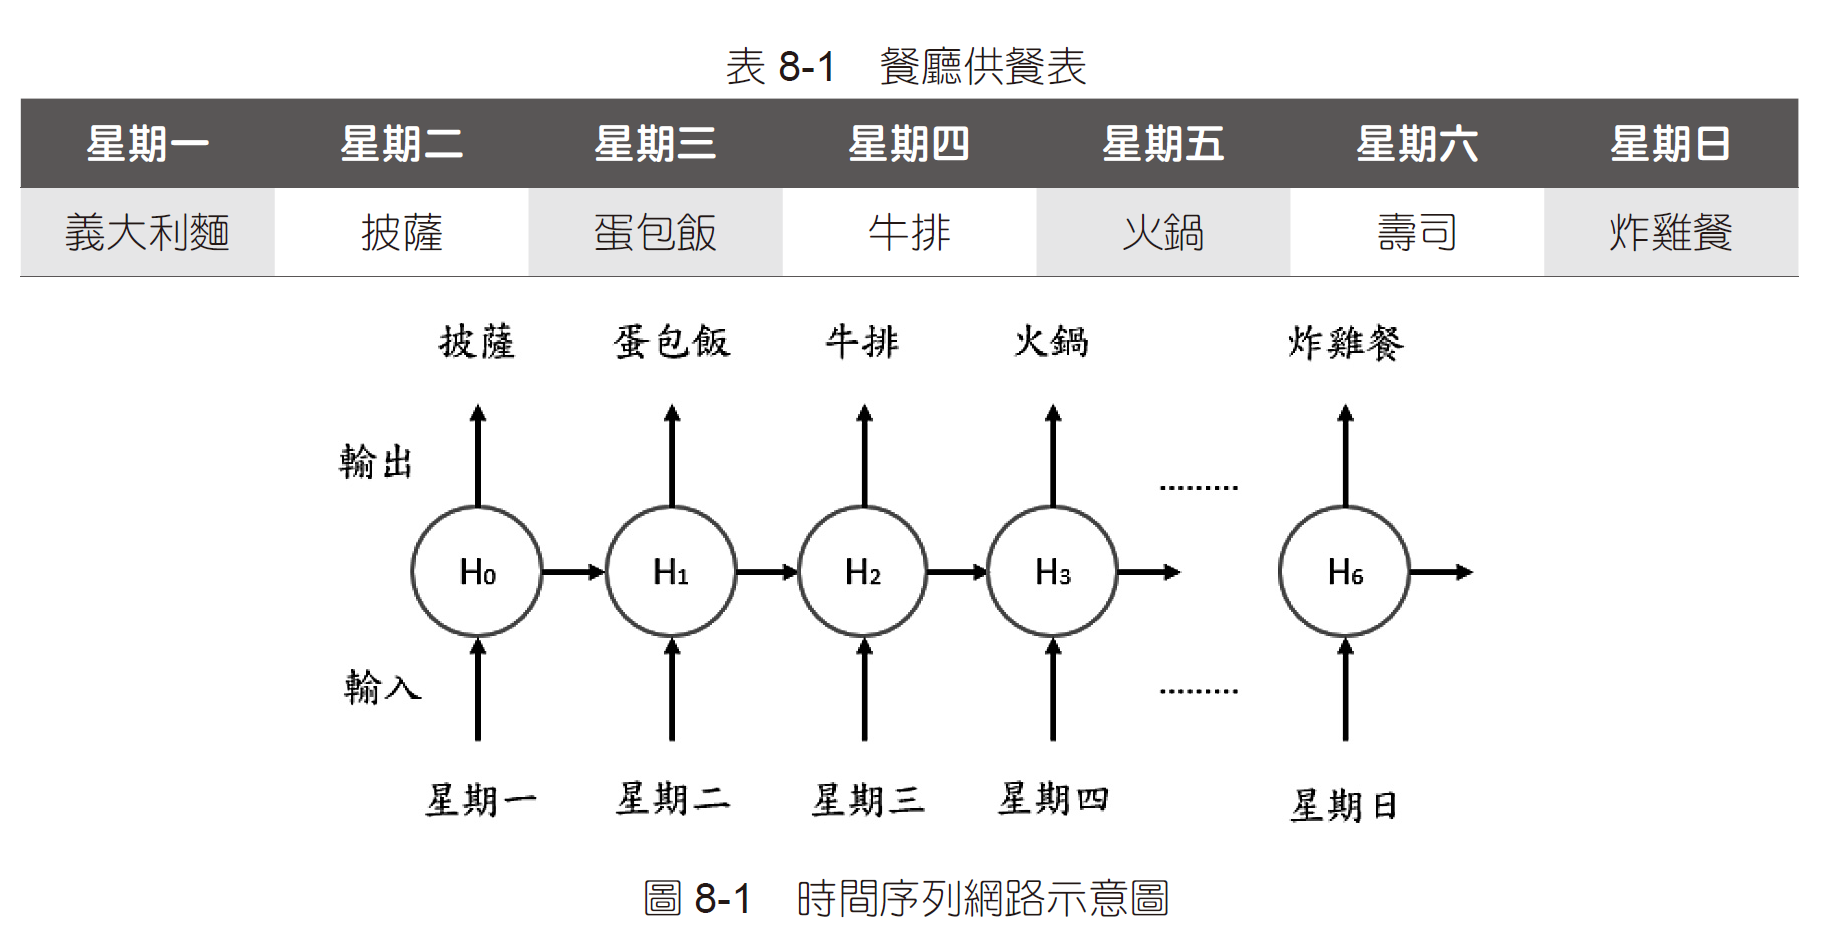 表 8-1 餐廳供餐表
星期一 星期二 星期三 星期四 星期五 星期六 星期日
義大利麵 披薩 蛋包飯 牛排 火鍋 壽司 炸雞餐
披薩 蛋包飯 牛排 火鍋 炸雞餐
輸出
.........
H₀ H₁ H₂ H₃ H₆
輸入
.........
星期一 星期二 星期三 星期四 星期日
圖 8-1 時間序列網路示意圖